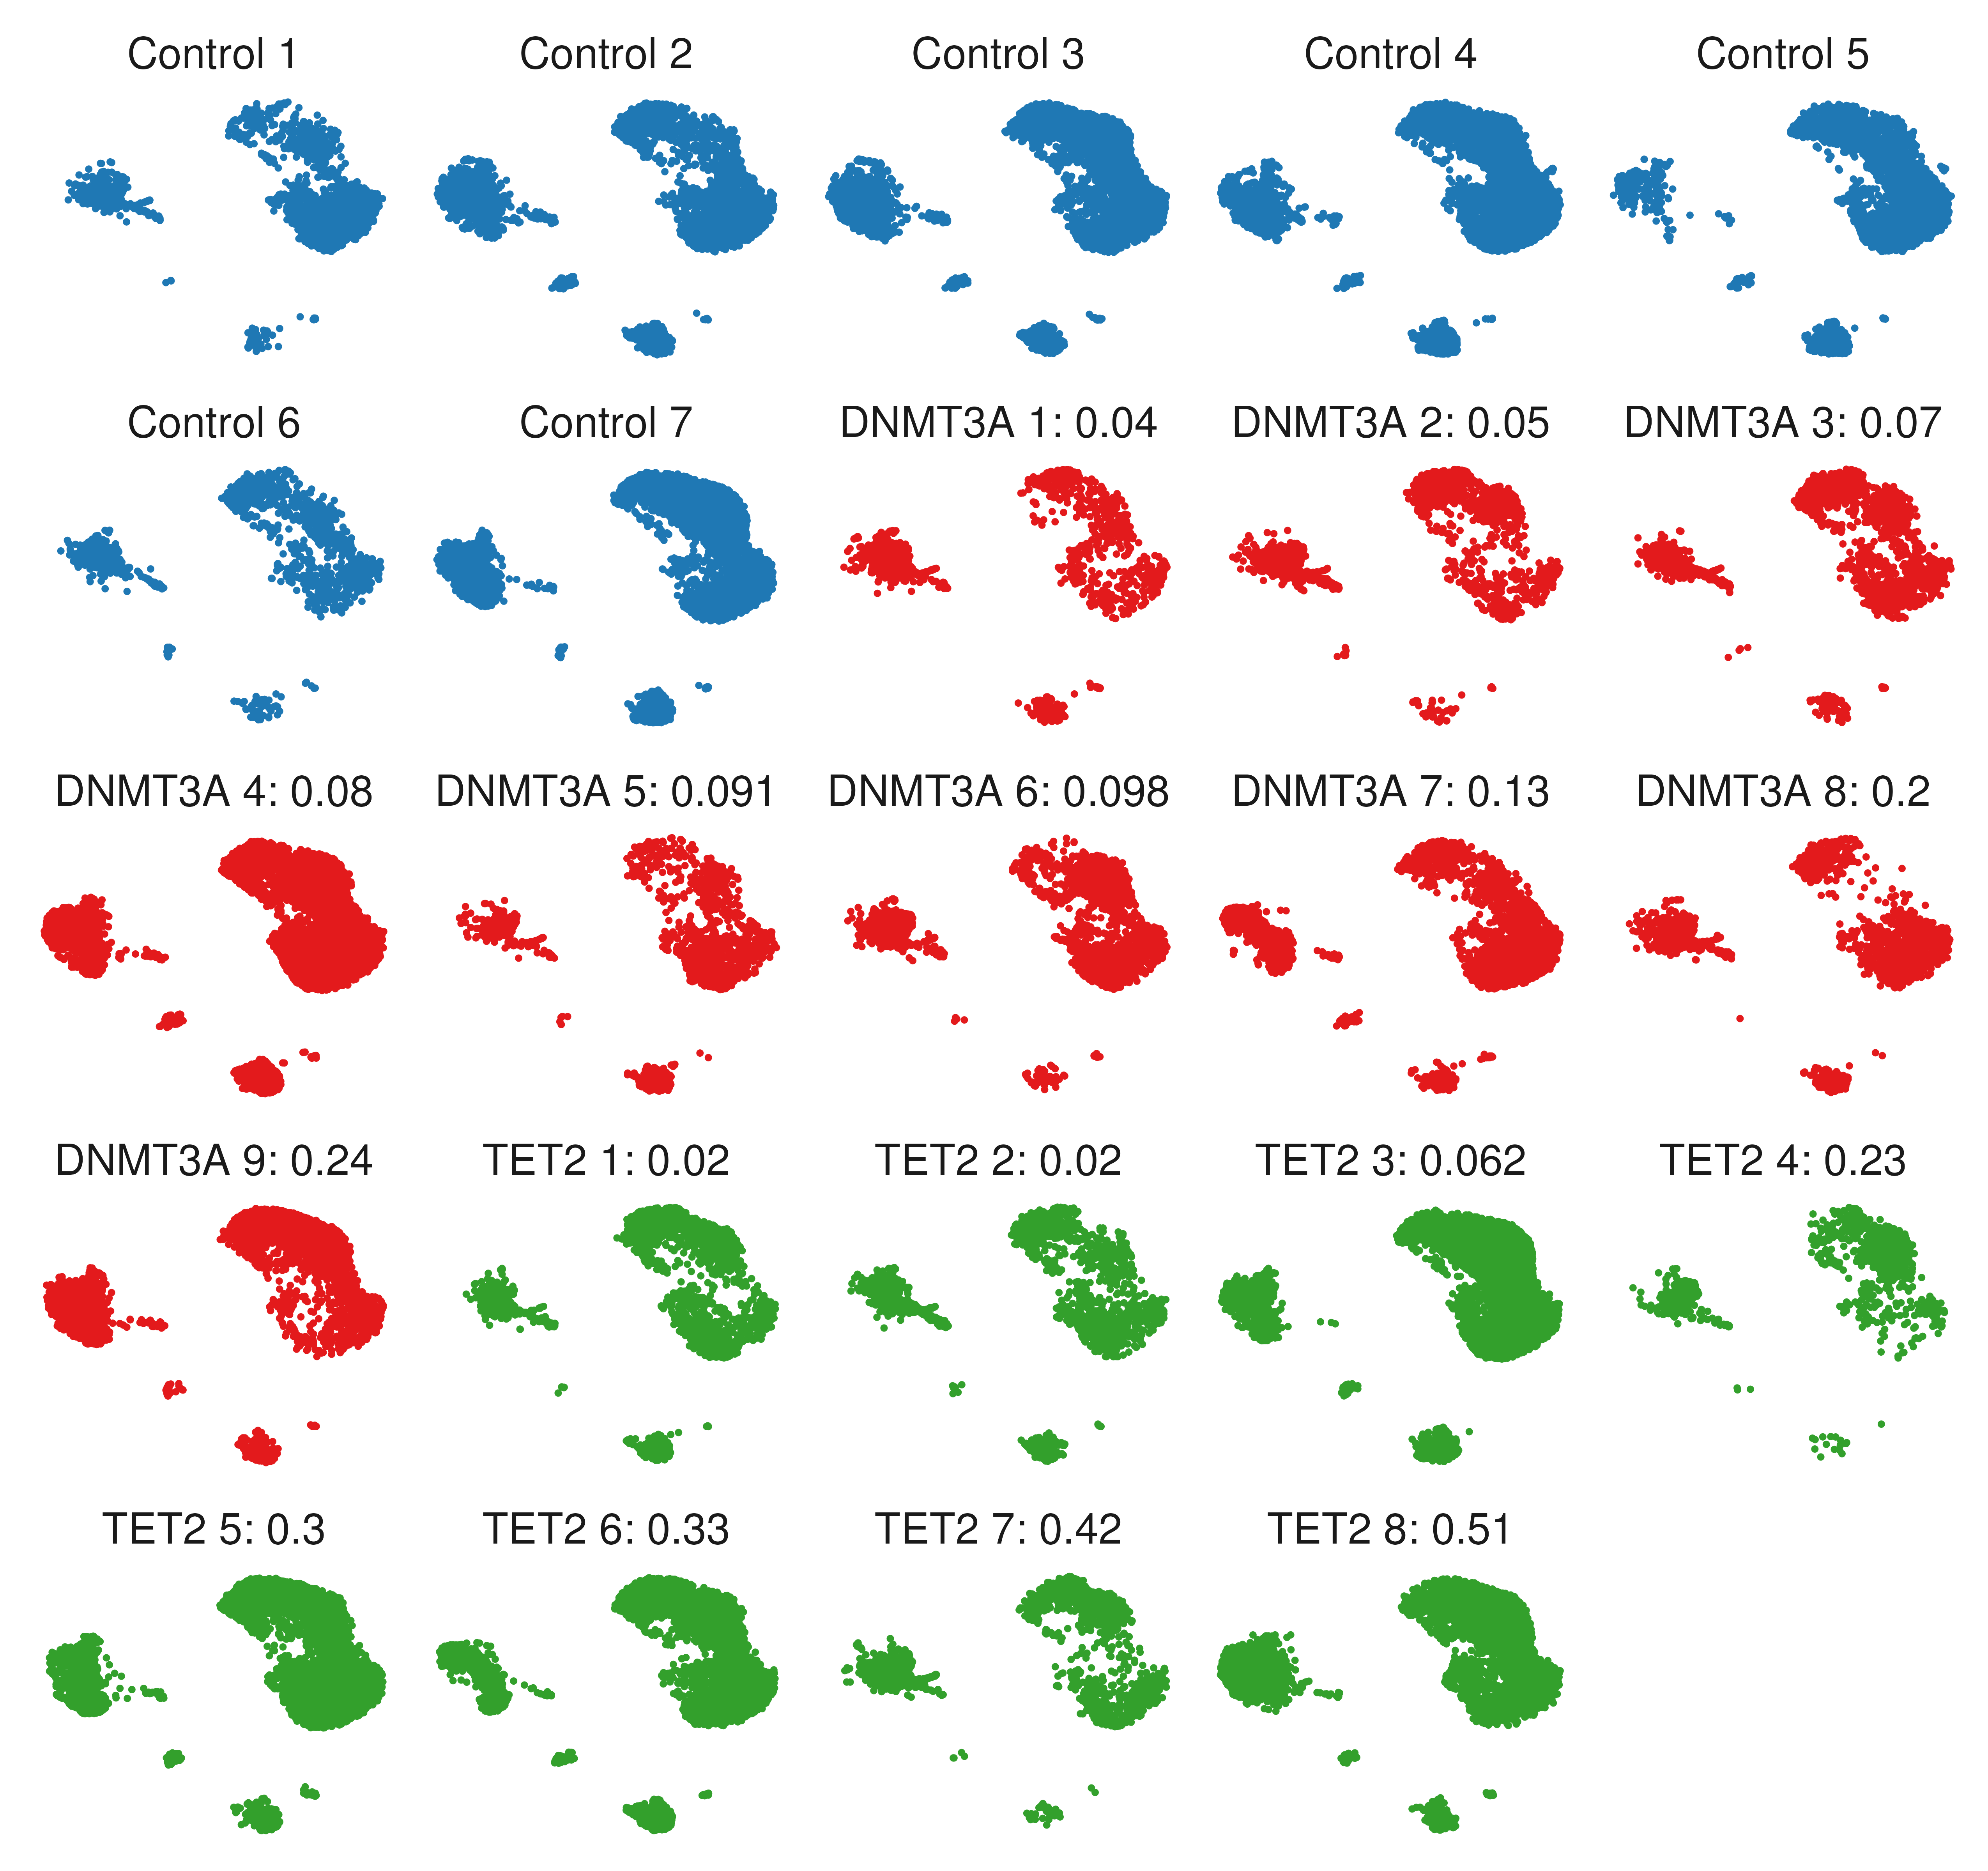 Control 1
Control 2
Control 3
Control 4
Control 5
Control 6
Control 7
DNMT3A 1: 0.04
DNMT3A 2: 0.05
DNMT3A 3: 0.07
DNMT3A 4: 0.08
DNMT3A 5: 0.091
DNMT3A 6: 0.098
DNMT3A 7: 0.13
DNMT3A 8: 0.2
DNMT3A 9: 0.24
TET2 1: 0.02
TET2 2: 0.02
TET2 3: 0.062
TET2 4: 0.23
TET2 5: 0.3
TET2 6: 0.33
TET2 7: 0.42
TET2 8: 0.51